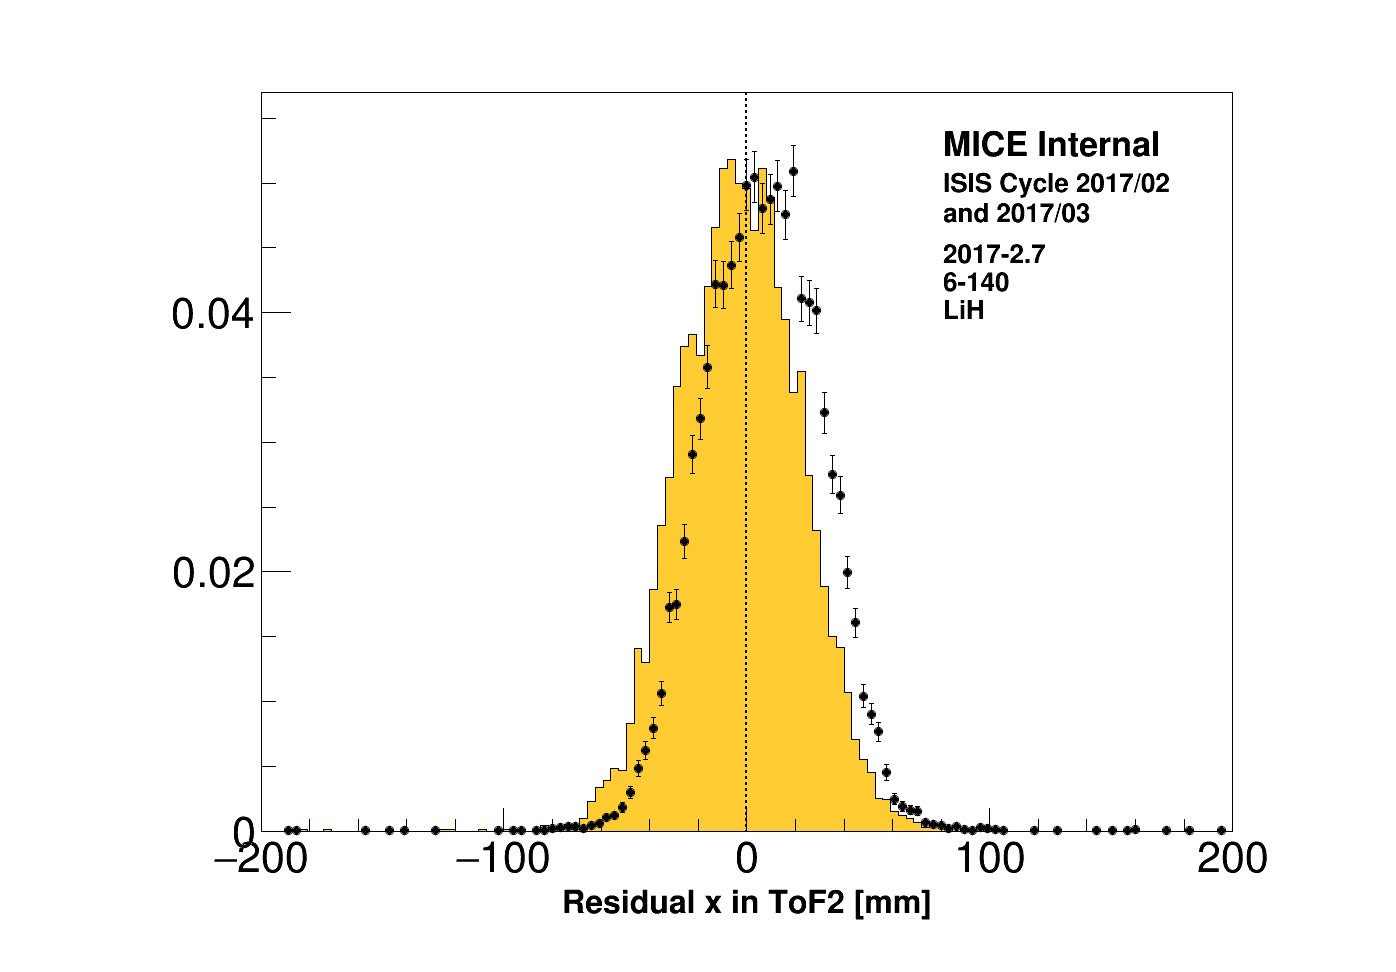 MICE Internal
ISIS Cycle 2017/02
and 2017/03
2017-2.7
6-140
LiH
0.04
0.02
0
−200 −100 0 100 200
Residual x in ToF2 [mm]